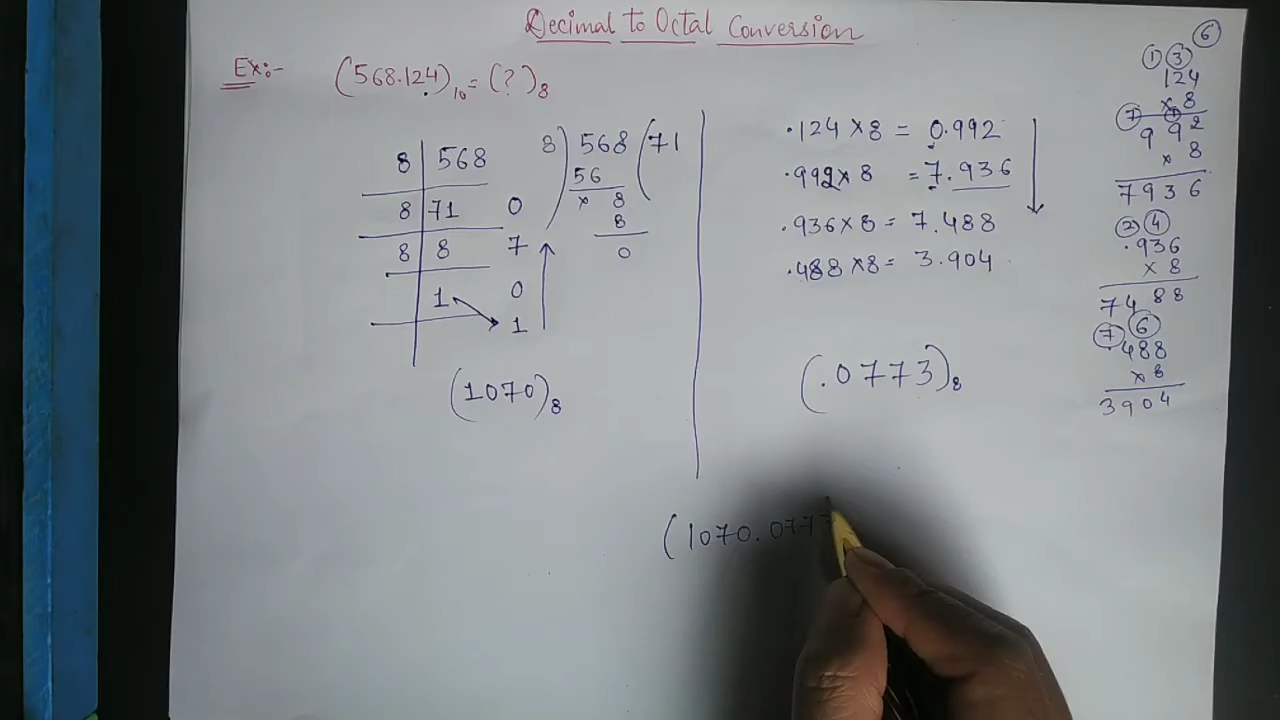 Decimal to Octal Conversion
Ex:- (568.124)₁₀ = (?)₈
8 | 568
8 | 71 0
8 | 8 7
1 0
1
(1070)₈
8) 568 (71
56
× 8
8
0
.124 × 8 = 0.992
.992 × 8 = 7.936
.936 × 8 = 7.488
.488 × 8 = 3.904
(.0773)₈
6
1 3
124
× 8
7 7
992
× 8
7936
2 4
.936
× 8
7488
7 6
488
× 8
3904
(1070.077